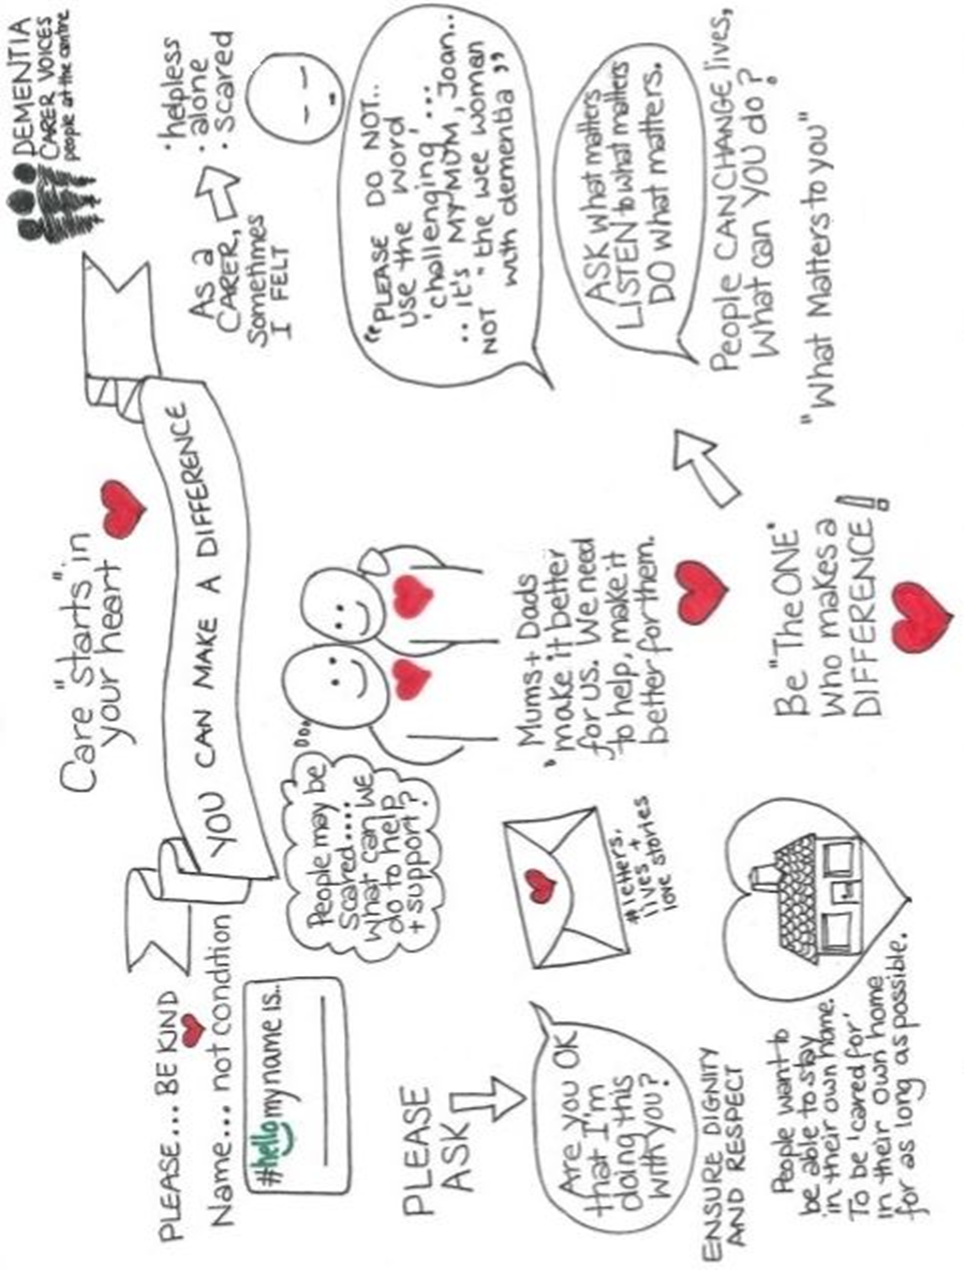 DEMENTIA
CARER VOICES
people at the centre
Care "starts" in
your heart
YOU CAN MAKE A DIFFERENCE
PLEASE... BE KIND
Name... not condition
#hello my name is..
People may be
scared....
what can we
do to help
+ support?
As a
CARER,
Sometimes
I FELT
· helpless
· alone
· scared
"PLEASE DO NOT..
use the word
'challenging'...
.. it's MY MUM, Joan..
NOT "the wee woman
with dementia"
PLEASE
ASK
Are you OK
that I'm
doing this
with you?
#letters,
lives +
love stories
"Mums + Dads
make it better
for us. We need
to help, make it
better for them.
ASK what matters
LISTEN to what matters
DO what matters.
People CAN CHANGE lives,
What can YOU do?
"What Matters to you"
ENSURE DIGNITY
AND RESPECT
People want to
be able to stay
in their own home.
To be 'cared for'
in their own home
for as long as possible.
Be "The ONE"
Who makes a
DIFFERENCE!